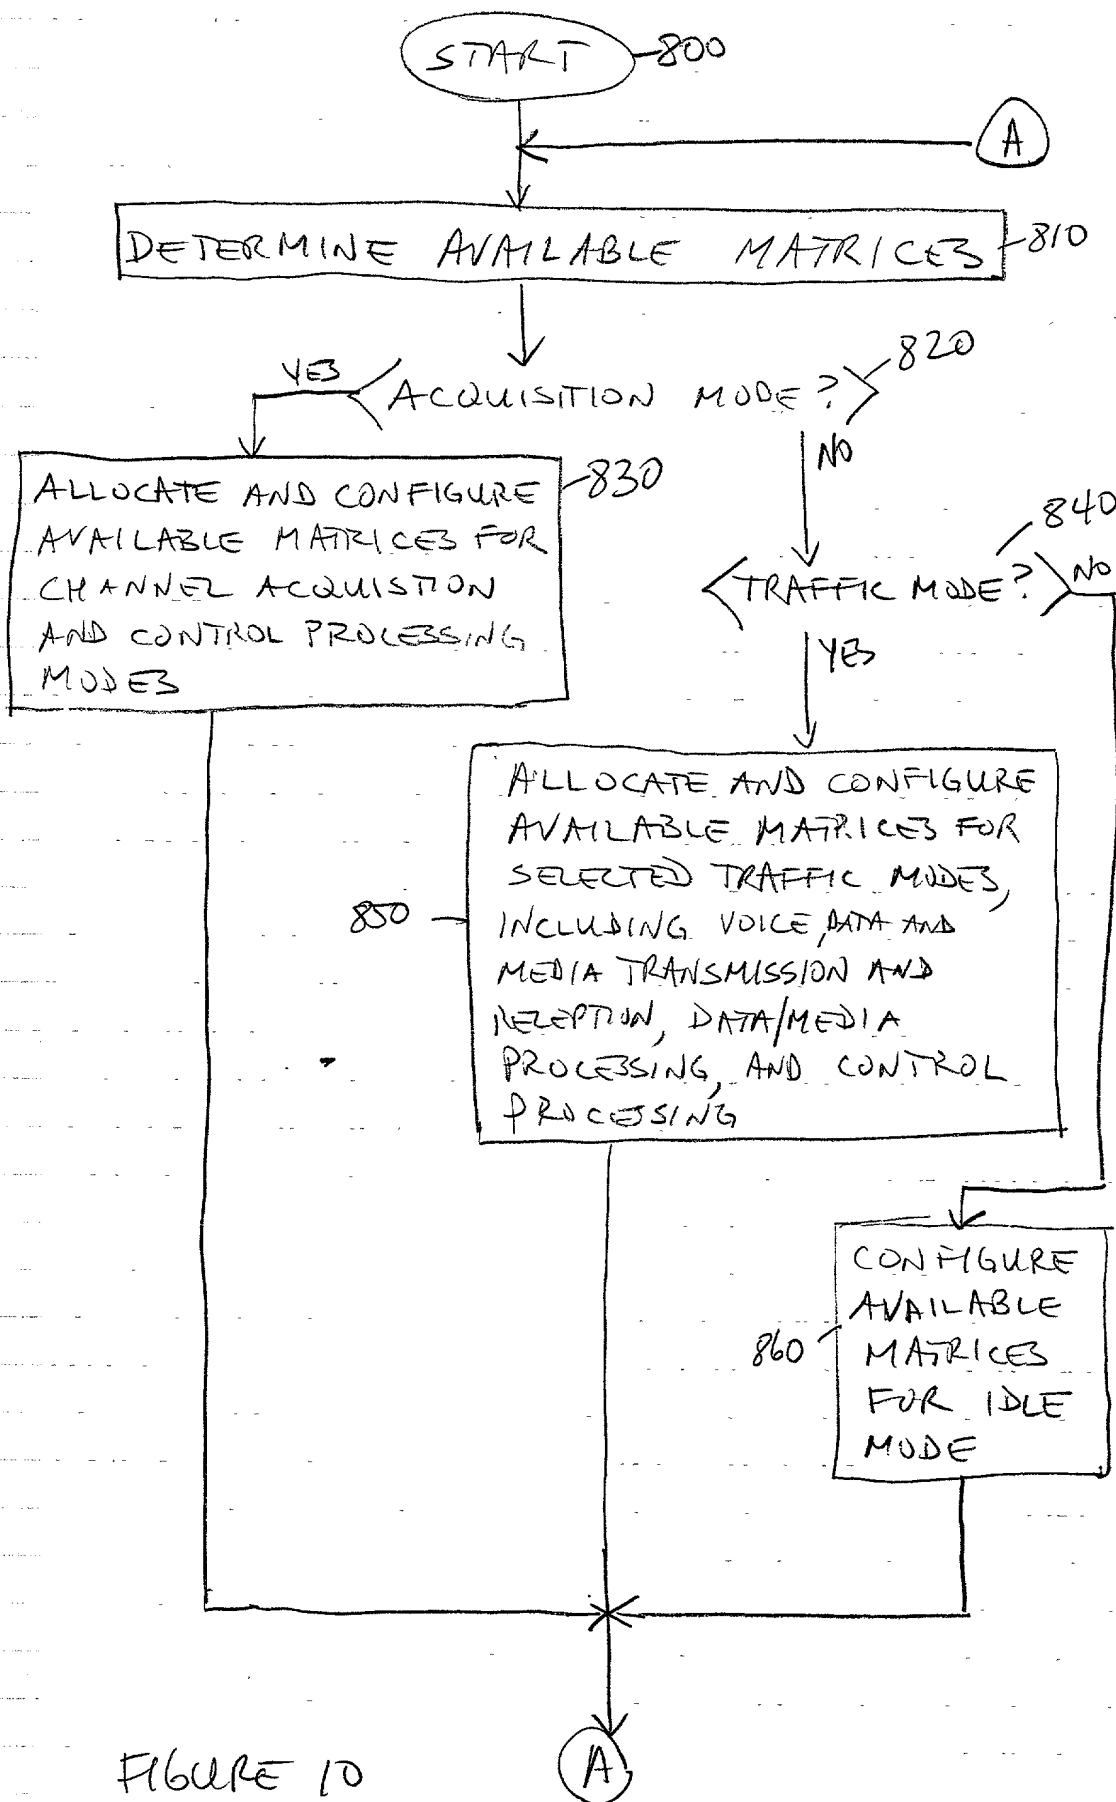 START
800
A
DETERMINE AVAILABLE MATRICES
810
820
YES
ACQUISITION MODE?
NO
830
ALLOCATE AND CONFIGURE
AVAILABLE MATRICES FOR
CHANNEL ACQUISTION
AND CONTROL PROCESSING
MODES
840
TRAFFIC MODE?
NO
YES
ALLOCATE AND CONFIGURE
AVAILABLE MATRICES FOR
SELECTED TRAFFIC MODES,
850
INCLUDING VOICE, DATA AND
MEDIA TRANSMISSION AND
RECEPTION, DATA/MEDIA
PROCESSING, AND CONTROL
PROCESSING
CONFIGURE
AVAILABLE
860
MATRICES
FOR IDLE
MODE
FIGURE 10
A